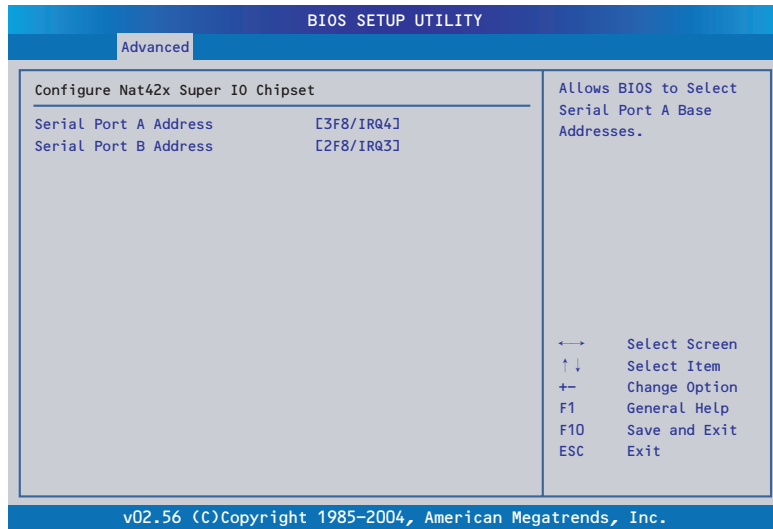 BIOS SETUP UTILITY
Advanced
Configure Nat42x Super IO Chipset
Serial Port A Address [3F8/IRQ4]
Serial Port B Address [2F8/IRQ3]
Allows BIOS to Select
Serial Port A Base
Addresses.
←→ Select Screen
↑↓ Select Item
+− Change Option
F1 General Help
F10 Save and Exit
ESC Exit
v02.56 (C)Copyright 1985−2004, American Megatrends, Inc.